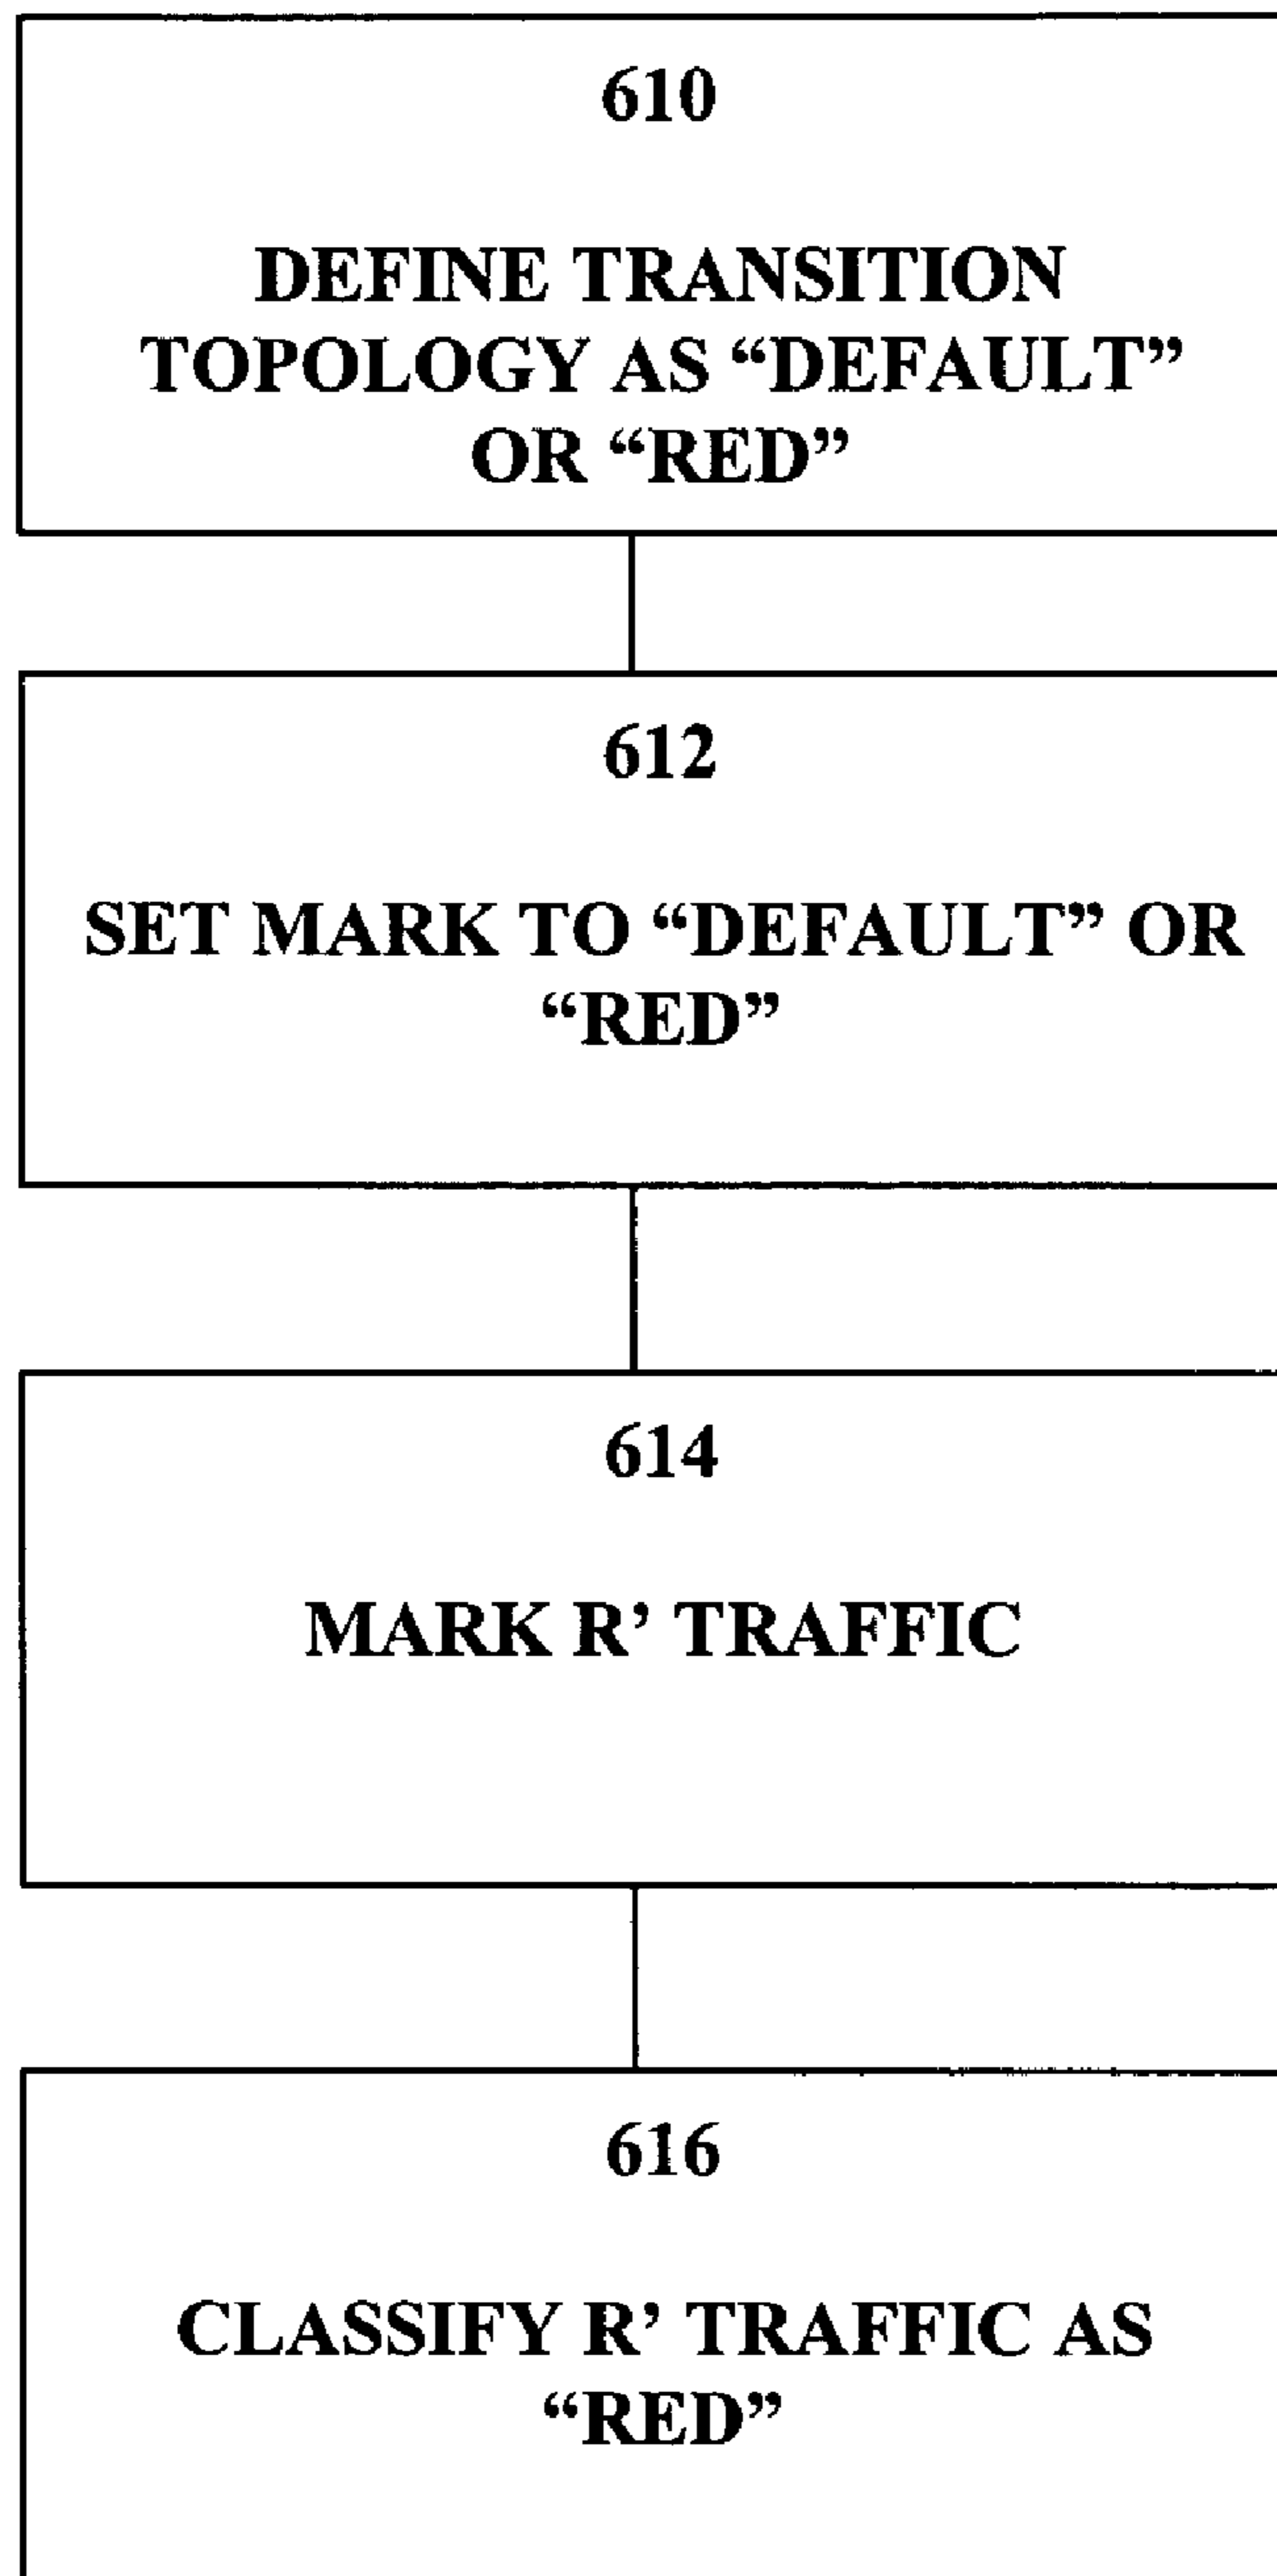 610
DEFINE TRANSITION
TOPOLOGY AS “DEFAULT”
OR “RED”
612
SET MARK TO “DEFAULT” OR
“RED”
614
MARK R’ TRAFFIC
616
CLASSIFY R’ TRAFFIC AS
“RED”